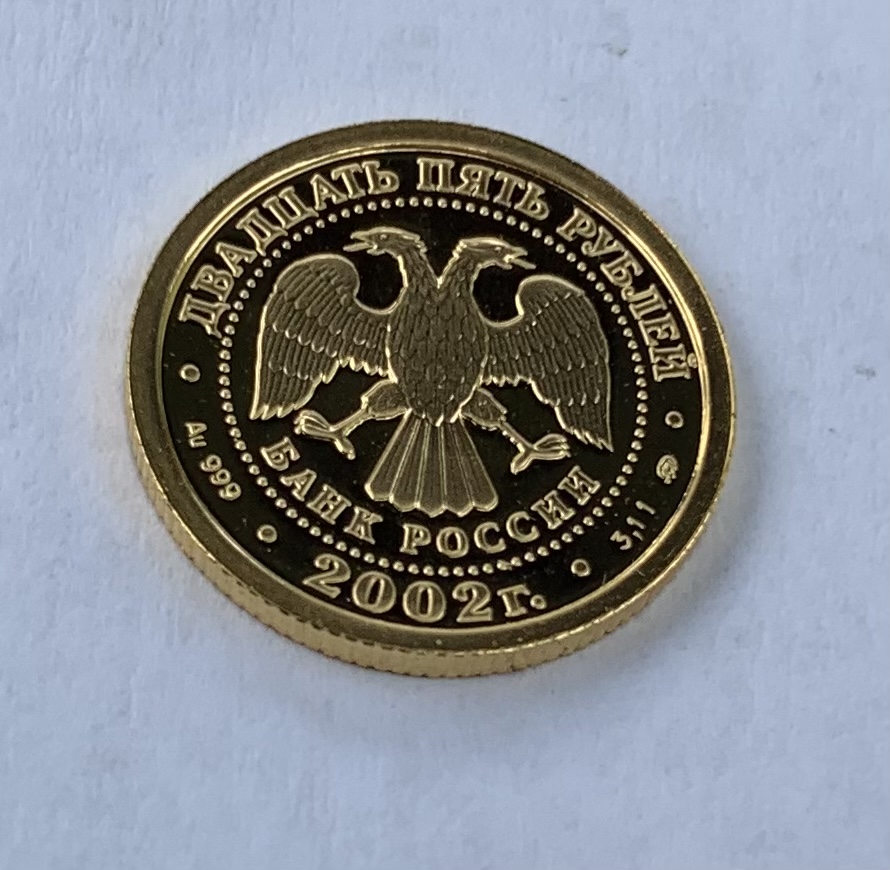 ДВАДЦАТЬ ПЯТЬ РУБЛЕЙ
Au 999
БАНК РОССИИ
3,11
2002г.